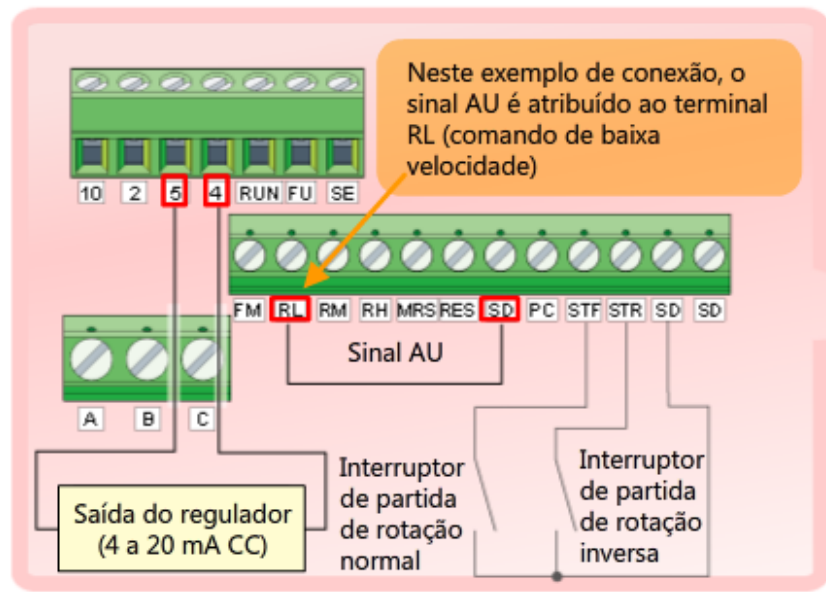 Neste exemplo de conexão, o
sinal AU é atribuído ao terminal
RL (comando de baixa
velocidade)
10 2 5 4 RUN FU SE
FM RL RM RH MRS RES SD PC STF STR SD SD
Sinal AU
A B C
Saída do regulador
(4 a 20 mA CC)
Interruptor
de partida
de rotação
normal
Interruptor
de partida
de rotação
inversa